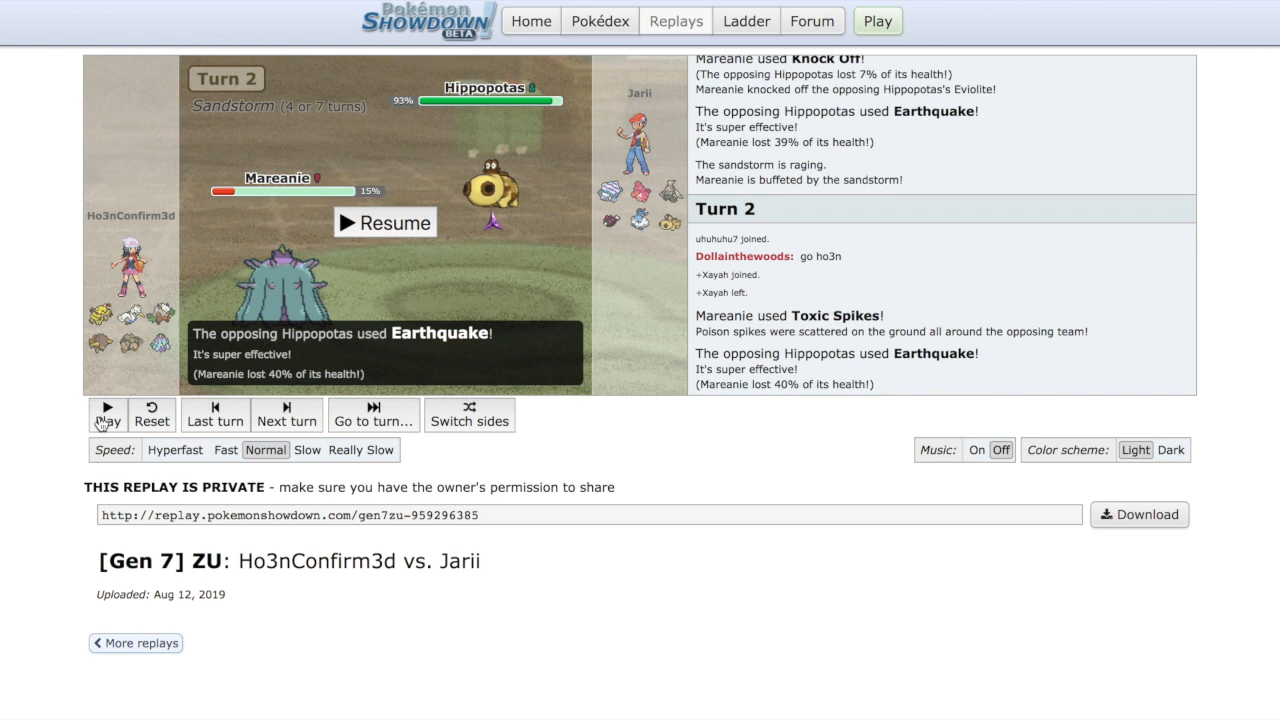 Pokémon
SHOWDOWN!
BETA
Home
Pokédex
Replays
Ladder
Forum
Play
Turn 2
Sandstorm (4 or 7 turns)
Hippopotas
93%
Mareanie
15%
Resume
The opposing Hippopotas used Earthquake!
It's super effective!
(Mareanie lost 40% of its health!)
Ho3nConfirm3d
Jarii
Mareanie used Knock Off!
(The opposing Hippopotas lost 7% of its health!)
Mareanie knocked off the opposing Hippopotas's Eviolite!
The opposing Hippopotas used Earthquake!
It's super effective!
(Mareanie lost 39% of its health!)
The sandstorm is raging.
Mareanie is buffeted by the sandstorm!
Turn 2
uhuhuhu7 joined.
Dollainthewoods: go ho3n
+Xayah joined.
+Xayah left.
Mareanie used Toxic Spikes!
Poison spikes were scattered on the ground all around the opposing team!
The opposing Hippopotas used Earthquake!
It's super effective!
(Mareanie lost 40% of its health!)
Play
Reset
Last turn
Next turn
Go to turn...
Switch sides
Speed: Hyperfast Fast Normal Slow Really Slow
Music: On Off
Color scheme: Light Dark
THIS REPLAY IS PRIVATE - make sure you have the owner's permission to share
http://replay.pokemonshowdown.com/gen7zu-959296385
Download
[Gen 7] ZU: Ho3nConfirm3d vs. Jarii
Uploaded: Aug 12, 2019
More replays